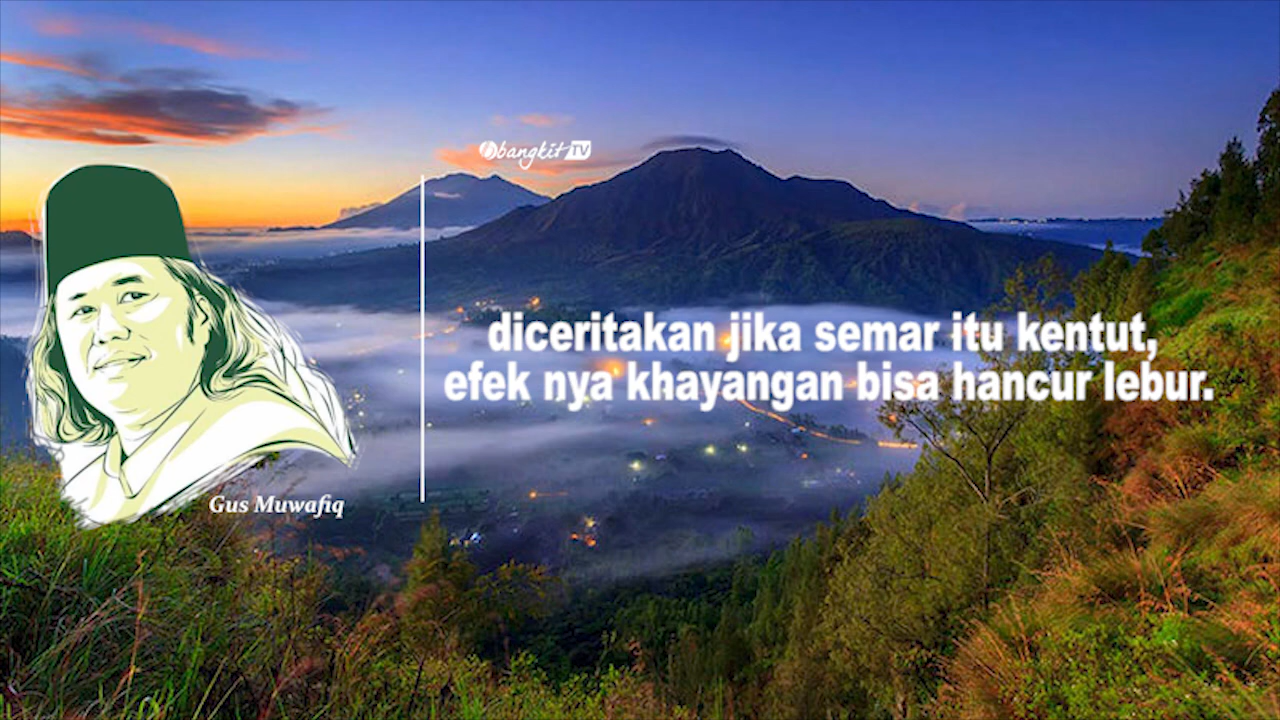 bangkit TV
diceritakan jika semar itu kentut,
efek nya khayangan bisa hancur lebur.
Gus Muwafiq